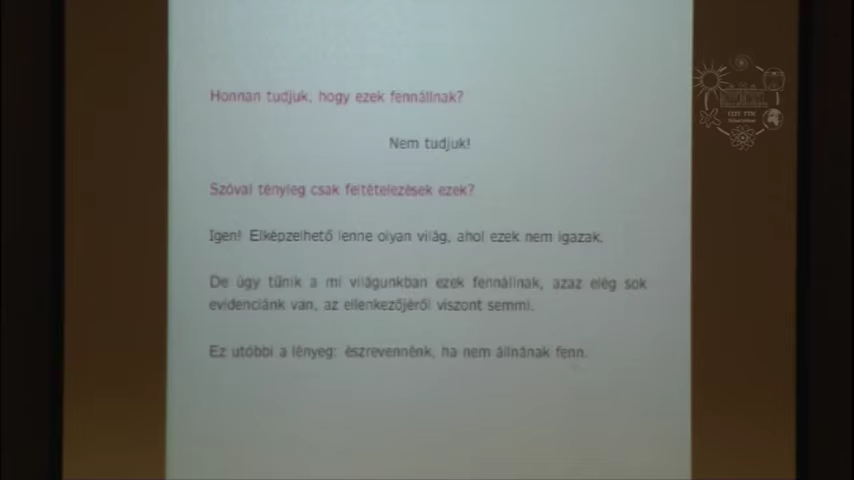 Honnan tudjuk, hogy ezek fennállnak?
Nem tudjuk!
Szóval tényleg csak feltételezések ezek?
Igen! Elképzelhető lenne olyan világ, ahol ezek nem igazak.
De úgy tűnik a mi világunkban ezek fennállnak, azaz elég sok
evidenciánk van, az ellenkezőjéről viszont semmi.
Ez utóbbi a lényeg: észrevennénk, ha nem állnának fenn.